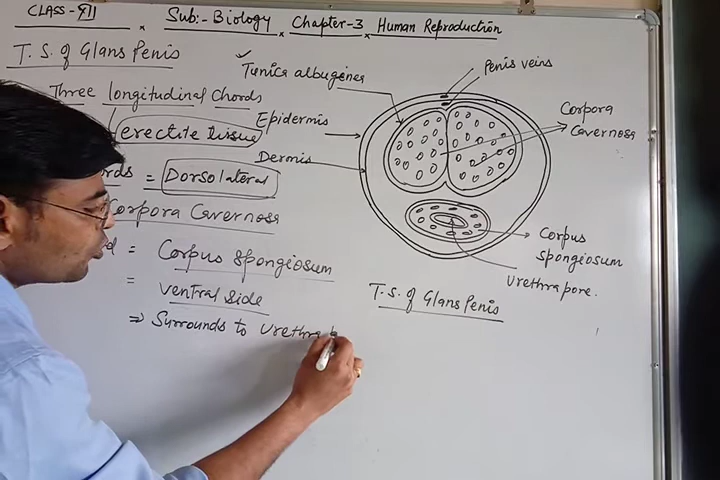 CLASS-XII Sub:- Biology Chapter-3 Human Reproduction
T.S. of Glans Penis
Three longitudinal Chords
erectile tissue
ords = Dorsolateral
Corpora Cavernosa
= Corpus Spongiosum
= Ventral side
⇒ Surrounds to Urethra
Tunica albuginea
Penis veins
Epidermis
Dermis
Corpora
Cavernosa
Corpus
Spongiosum
Urethra pore.
T.S. of Glans Penis